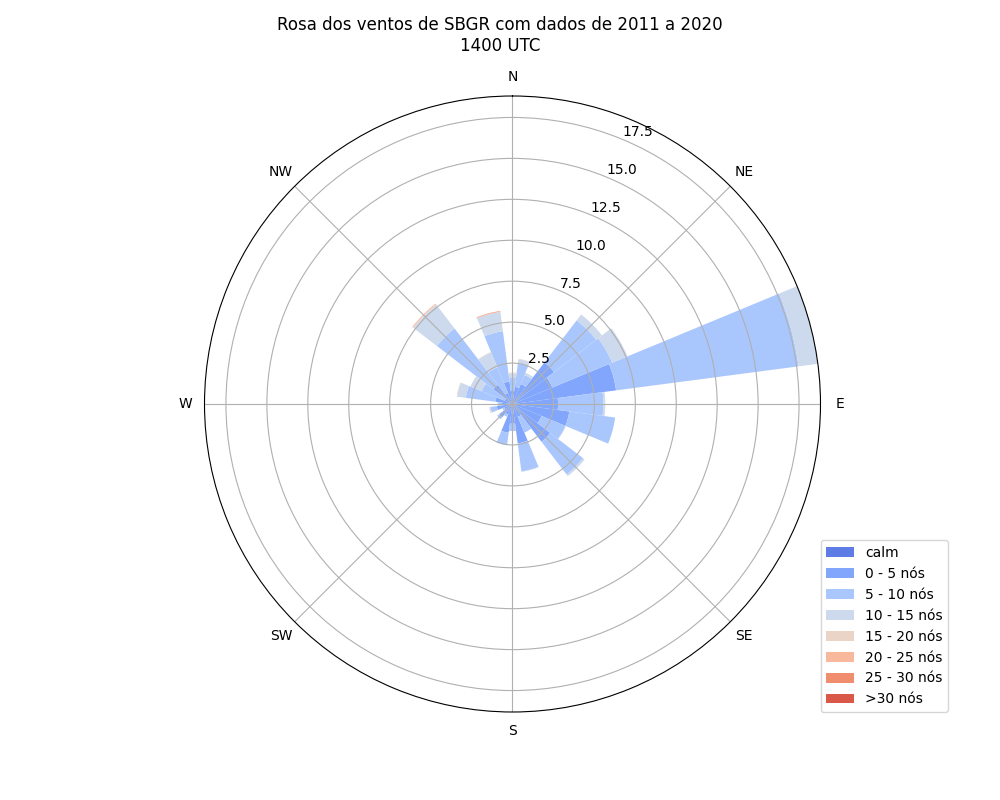 Rosa dos ventos de SBGR com dados de 2011 a 2020
1400 UTC
N
NW
NE
17.5
15.0
12.5
10.0
7.5
5.0
2.5
W
E
SW
SE
S
calm
0 - 5 nós
5 - 10 nós
10 - 15 nós
15 - 20 nós
20 - 25 nós
25 - 30 nós
>30 nós